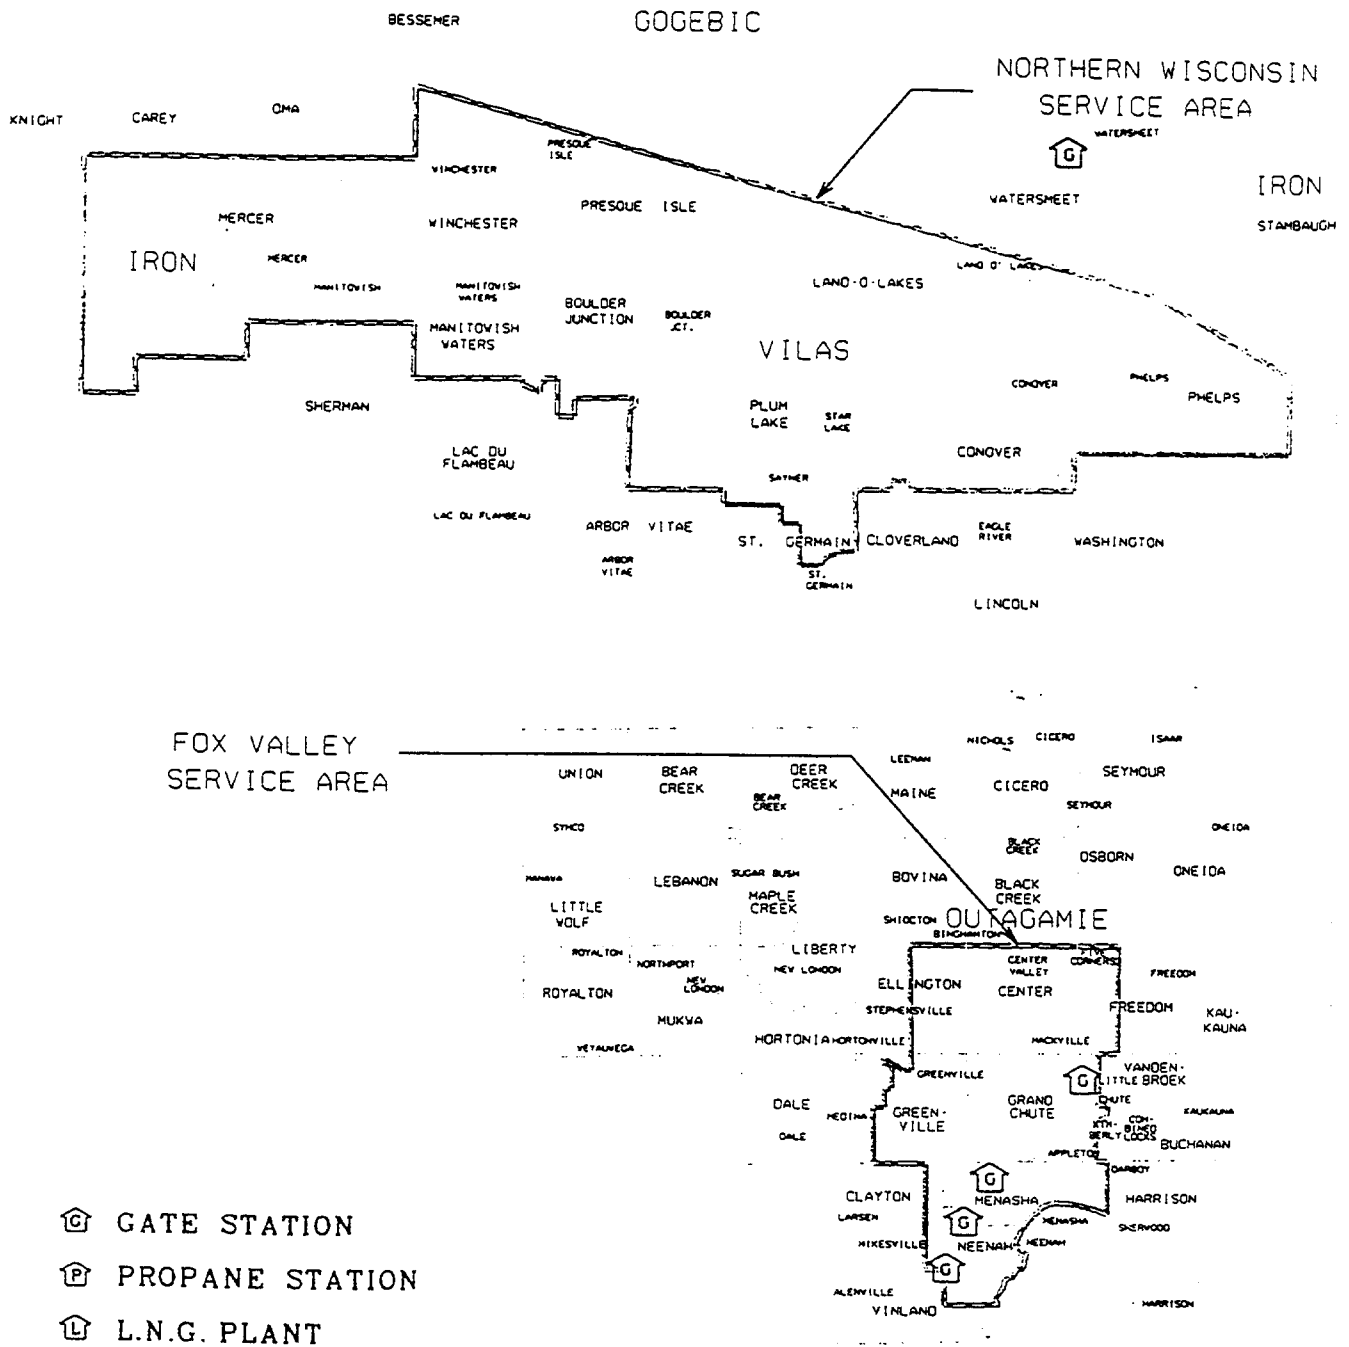 BESSEMER
GOGEBIC
NORTHERN WISCONSIN
SERVICE AREA
KNIGHT
CAREY
OMA
WATERSMEET
G
PRESQUE
ISLE
WINCHESTER
IRON
WATERSMEET
PRESQUE ISLE
MERCER
WINCHESTER
STAMBAUGH
IRON
MERCER
LAND O' LAKES
MANITOWISH
MANITOWISH
WATERS
LAND-O-LAKES
BOULDER
JUNCTION
BOULDER
JCT.
MANITOWISH
WATERS
VILAS
CONOVER
PHELPS
PHELPS
SHERMAN
PLUM
LAKE
STAR
LAKE
LAC DU
FLAMBEAU
CONOVER
SAYNER
LAC DU FLAMBEAU
ARBOR VITAE
ST. GERMAIN
CLOVERLAND
EAGLE
RIVER
WASHINGTON
ARBOR
VITAE
ST.
GERMAIN
LINCOLN
FOX VALLEY
SERVICE AREA
NICHOLS
CICERO
ISAAR
LEEMAN
UNION
BEAR
CREEK
DEER
CREEK
SEYMOUR
MAINE
CICERO
BEAR
CREEK
SEYMOUR
SYMCO
ONEIDA
BLACK
CREEK
OSBORN
MANAWA
LEBANON
SUGAR BUSH
BOVINA
ONEIDA
MAPLE
CREEK
BLACK
CREEK
LITTLE
WOLF
SHIOCTON
OUTAGAMIE
BINGHAMTON
ROYALTON
NORTHPORT
LIBERTY
CENTER
VALLEY
FIVE
CORNERS
NEW LONDON
FREEDOM
NEW
LONDON
ELLINGTON
CENTER
ROYALTON
STEPHENSVILLE
FREEDOM
KAU-
KAUNA
MUKWA
HORTONIA
HORTONVILLE
MACKVILLE
WEYAUWEGA
GREENVILLE
VANDEN-
BROEK
G
LITTLE
CHUTE
DALE
GRAND
CHUTE
MEDINA
GREEN-
VILLE
KAUKAUNA
KIM-
BERLY
COM-
BINED
LOCKS
DALE
BUCHANAN
APPLETON
DARBOY
G
MENASHA
CLAYTON
HARRISON
LARSEN
G
MENASHA
SHERWOOD
MIKESVILLE
NEENAH
NEENAH
G
ALENVILLE
VINLAND
HARRISON
G GATE STATION
P PROPANE STATION
L L.N.G. PLANT